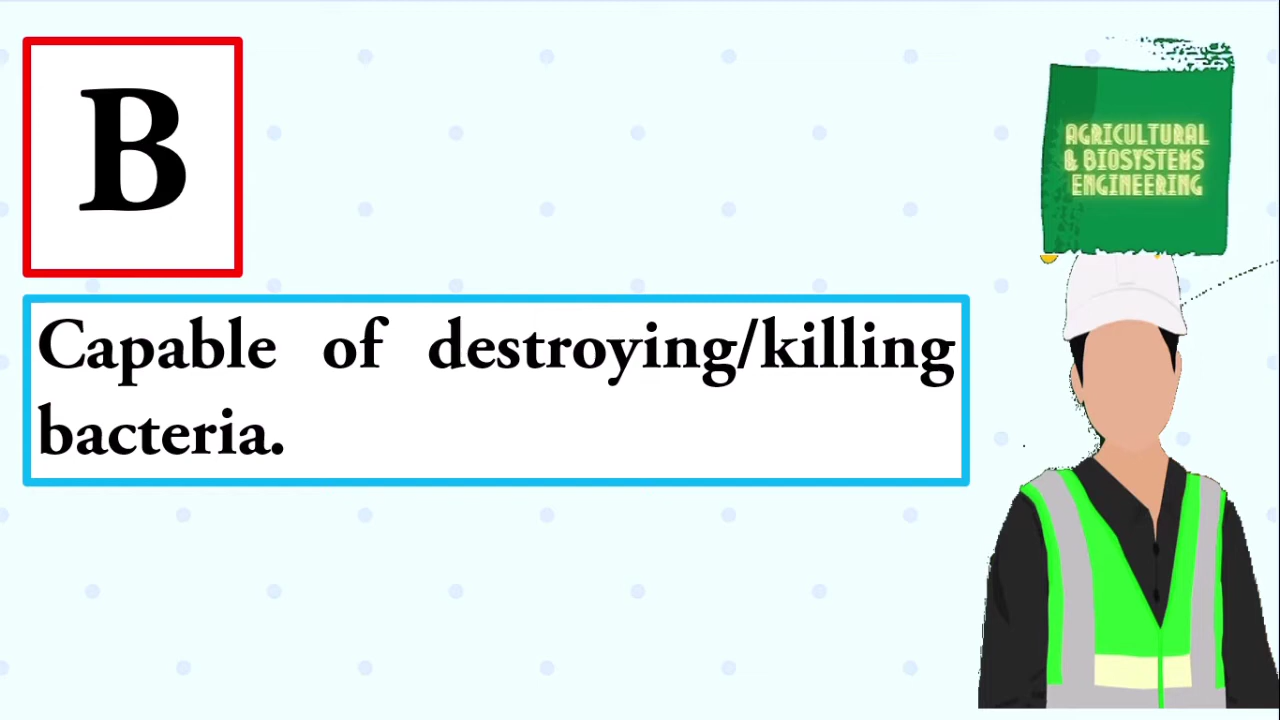 B
AGRICULTURAL
& BIOSYSTEMS
ENGINEERING
Capable of destroying/killing
bacteria.